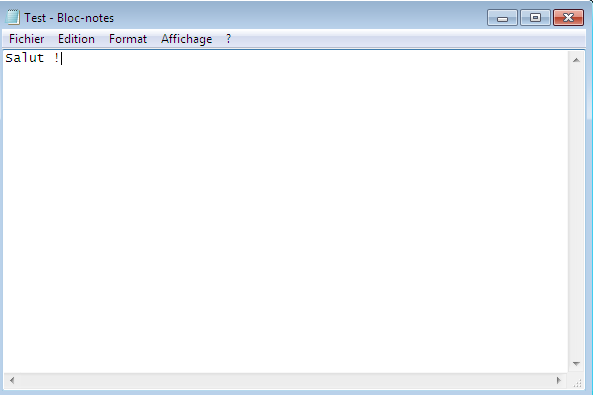 Test - Bloc-notes
Fichier Edition Format Affichage ?
Salut !